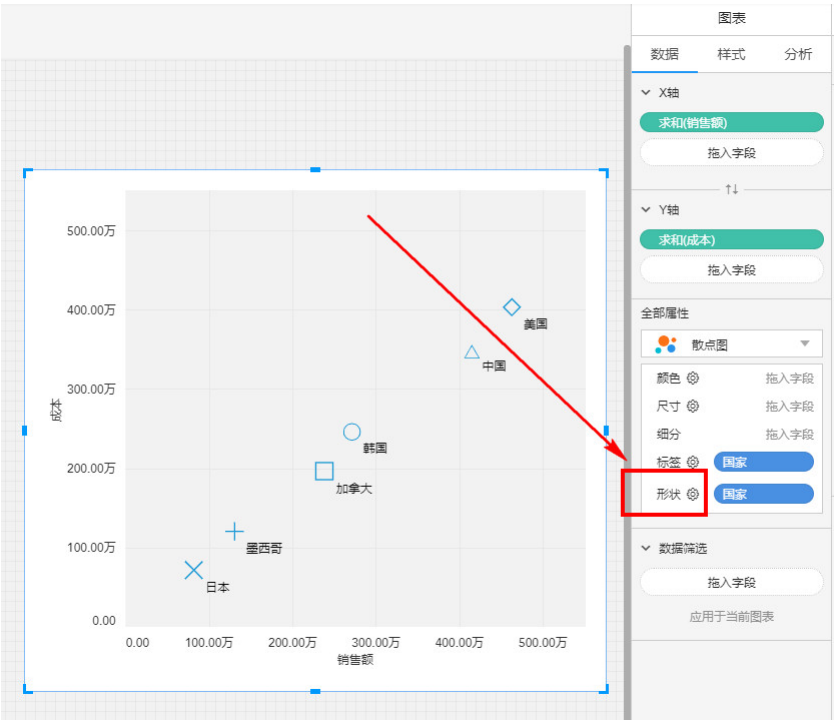 图表
数据 样式 分析
X轴
求和(销售额)
拖入字段
Y轴
求和(成本)
拖入字段
全部属性
散点图
颜色 拖入字段
尺寸 拖入字段
细分 拖入字段
标签 国家
形状 国家
数据筛选
拖入字段
应用于当前图表
500.00万
400.00万
300.00万
200.00万
100.00万
0.00
成本
美国
中国
韩国
加拿大
墨西哥
日本
0.00 100.00万 200.00万 300.00万 400.00万 500.00万
销售额